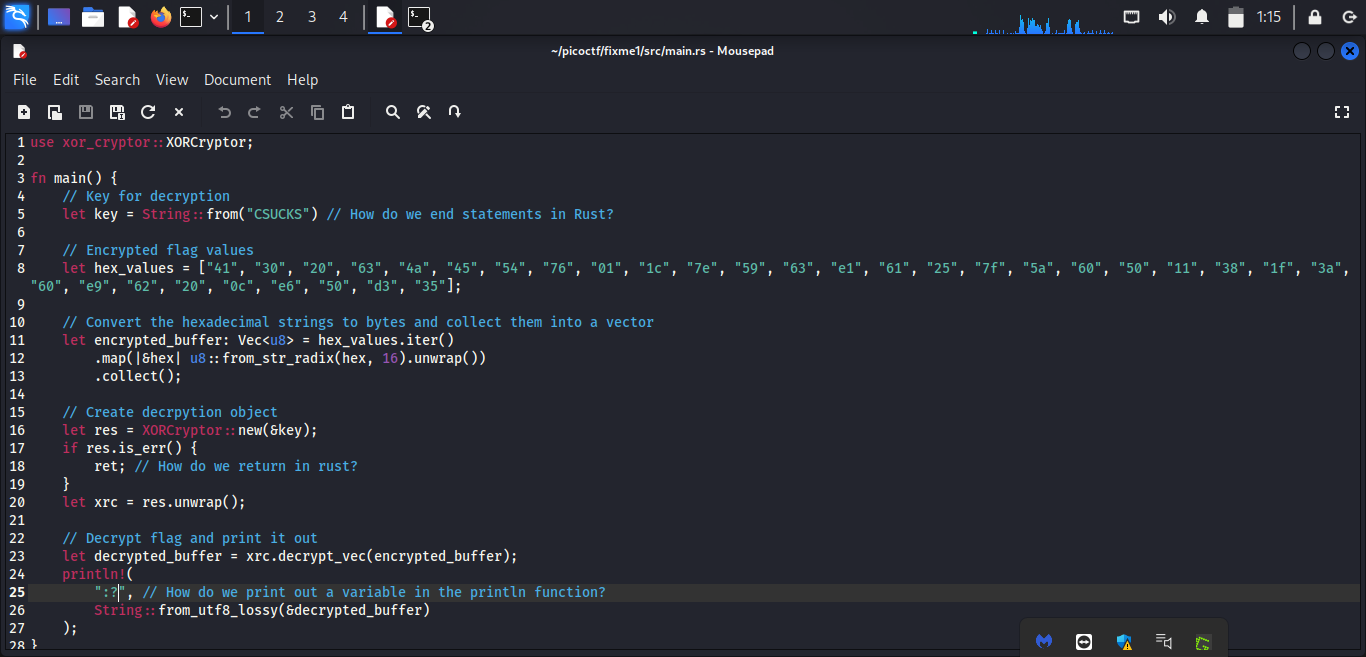 1 2 3 4 2 1:15
~/picoctf/fixme1/src/main.rs - Mousepad
File Edit Search View Document Help
1 use xor_cryptor::XORCryptor;
2
3 fn main() {
4 // Key for decryption
5 let key = String::from("CSUCKS") // How do we end statements in Rust?
6
7 // Encrypted flag values
8 let hex_values = ["41", "30", "20", "63", "4a", "45", "54", "76", "01", "1c", "7e", "59", "63", "e1", "61", "25", "7f", "5a", "60", "50", "11", "38", "1f", "3a",
"60", "e9", "62", "20", "0c", "e6", "50", "d3", "35"];
9
10 // Convert the hexadecimal strings to bytes and collect them into a vector
11 let encrypted_buffer: Vec<u8> = hex_values.iter()
12 .map(|&hex| u8::from_str_radix(hex, 16).unwrap())
13 .collect();
14
15 // Create decrpytion object
16 let res = XORCryptor::new(&key);
17 if res.is_err() {
18 ret; // How do we return in rust?
19 }
20 let xrc = res.unwrap();
21
22 // Decrypt flag and print it out
23 let decrypted_buffer = xrc.decrypt_vec(encrypted_buffer);
24 println!(
25 ":?", // How do we print out a variable in the println function?
26 String::from_utf8_lossy(&decrypted_buffer)
27 );
28 }